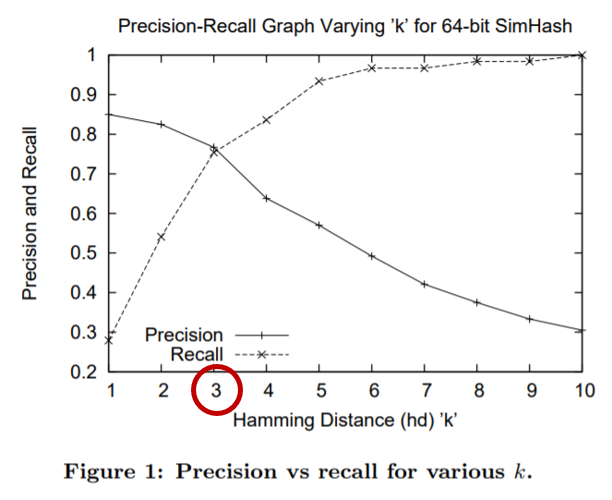 Precision-Recall Graph Varying 'k' for 64-bit SimHash
1
0.9
0.8
0.7
0.6
0.5
0.4
0.3
0.2
Precision and Recall
Precision
Recall
1 2 3 4 5 6 7 8 9 10
Hamming Distance (hd) 'k'
Figure 1: Precision vs recall for various k.